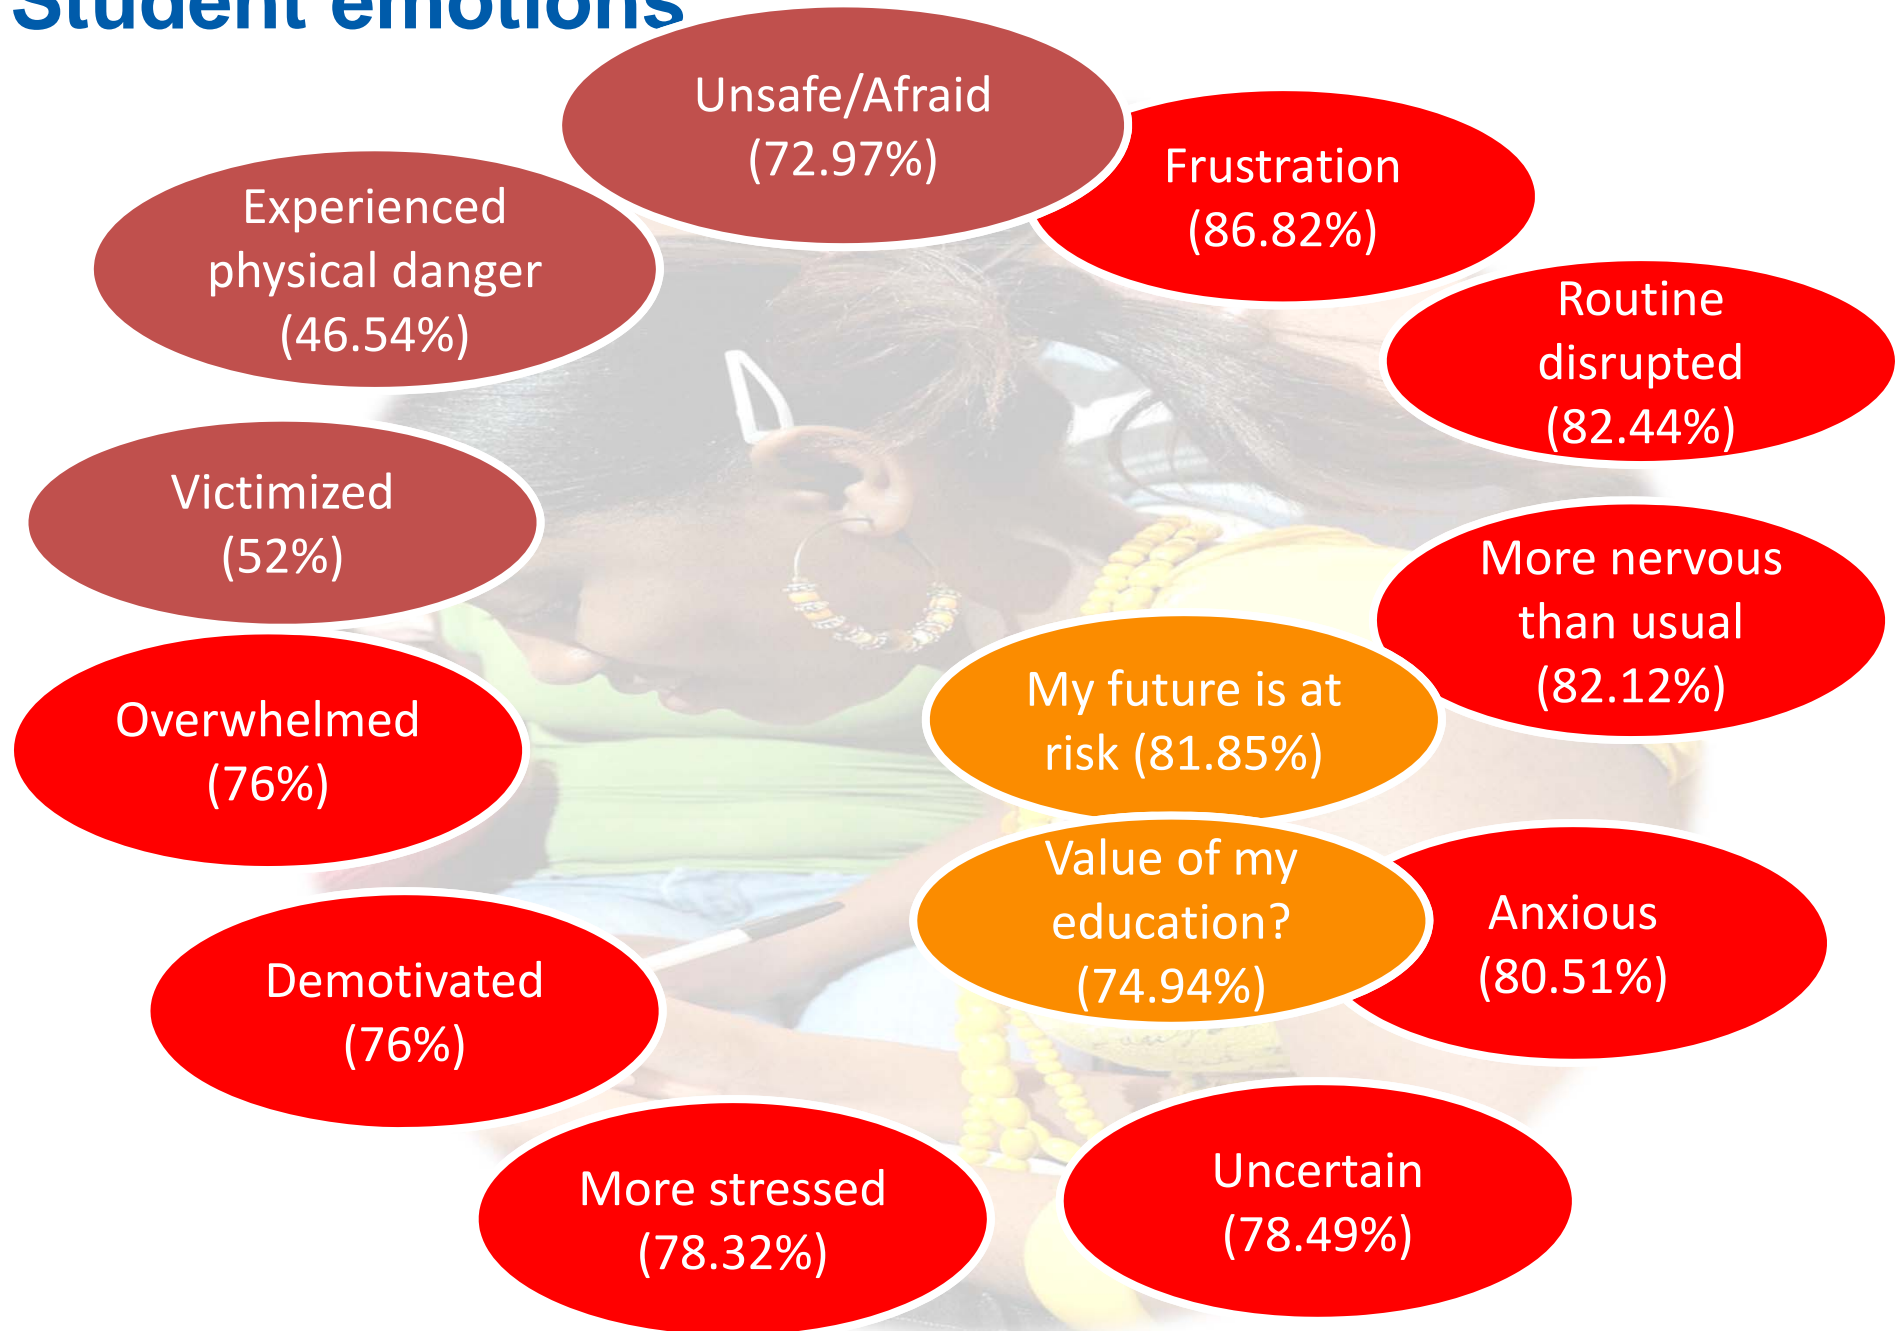 Student emotions
Unsafe/Afraid
(72.97%)
Frustration
(86.82%)
Experienced
physical danger
(46.54%)
Routine
disrupted
(82.44%)
Victimized
(52%)
More nervous
than usual
(82.12%)
My future is at
risk (81.85%)
Overwhelmed
(76%)
Value of my
education?
(74.94%)
Anxious
(80.51%)
Demotivated
(76%)
More stressed
(78.32%)
Uncertain
(78.49%)